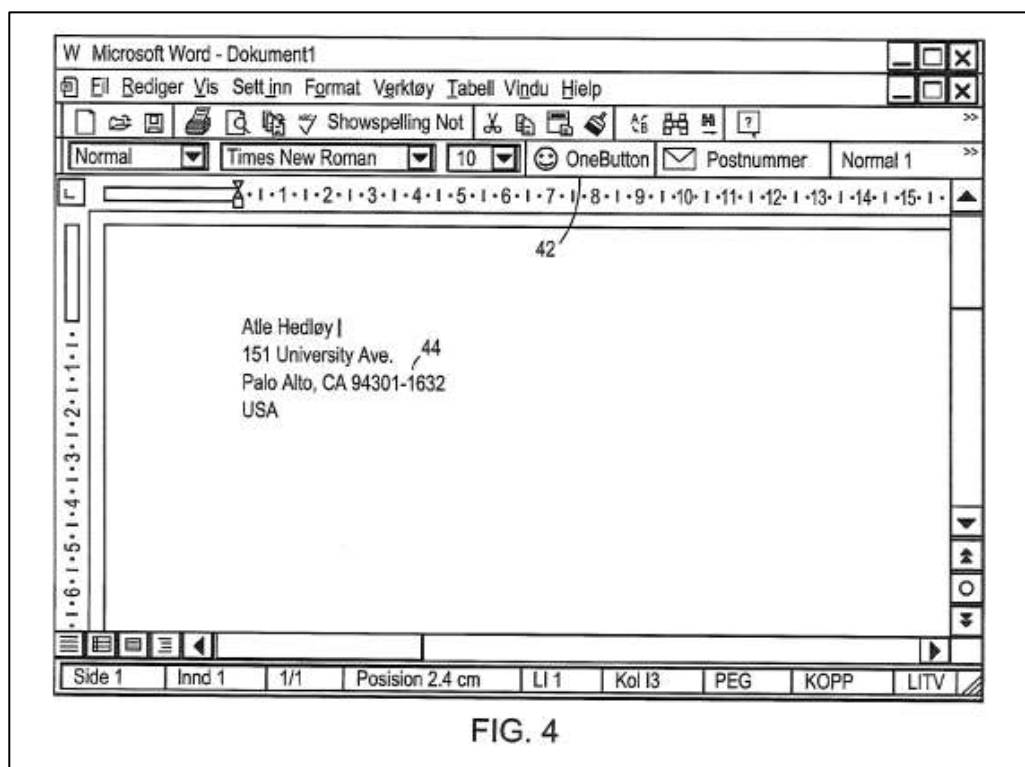 W Microsoft Word - Dokument1
Fil Rediger Vis Sett inn Format Verktøy Tabell Vindu Hielp
Showspelling Not
Normal Times New Roman 10 OneButton Postnummer Normal 1
1 2 3 4 5 6 7 8 9 10 11 12 13 14 15
42
Atle Hedløy
151 University Ave.
44
Palo Alto, CA 94301-1632
USA
1 2 3 4 5 6
Side 1 Innd 1 1/1 Posision 2.4 cm LI 1 Kol I3 PEG KOPP LITV
FIG. 4